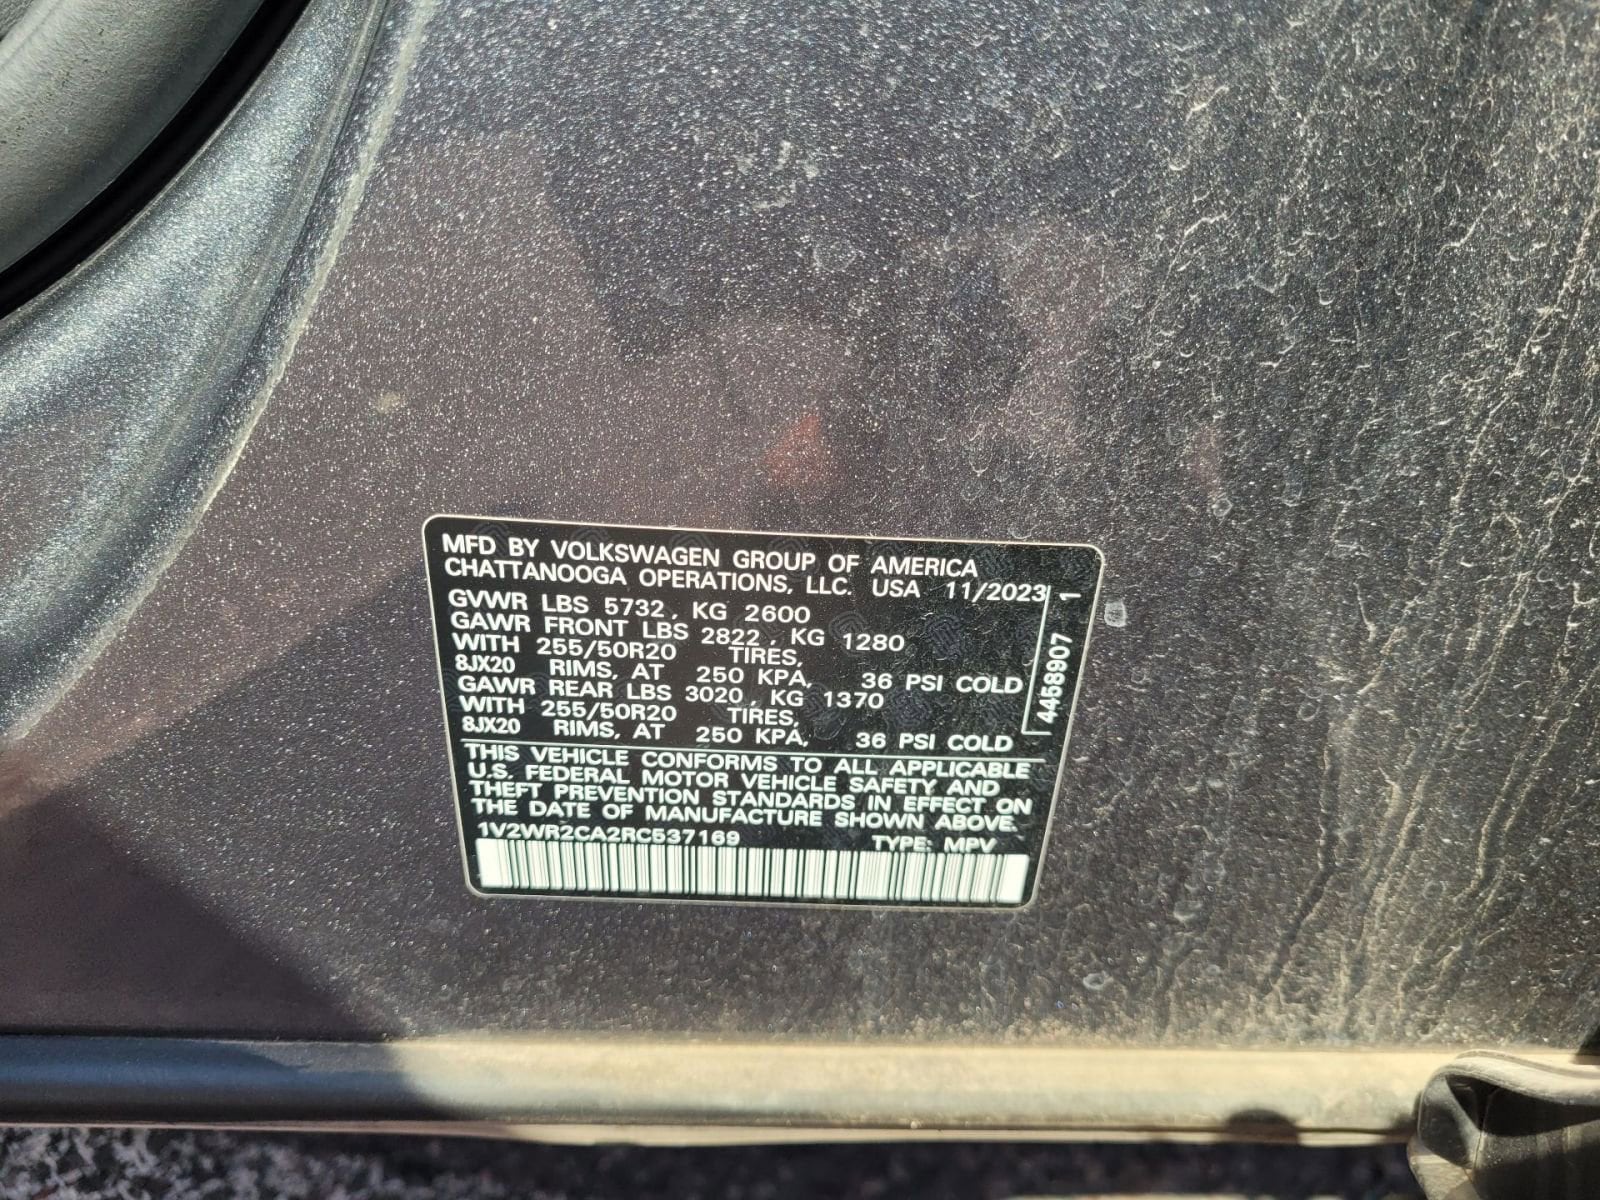 MFD BY VOLKSWAGEN GROUP OF AMERICA
CHATTANOOGA OPERATIONS, LLC. USA 11/2023
GVWR LBS 5732, KG 2600
GAWR FRONT LBS 2822, KG 1280
WITH 255/50R20 TIRES,
8JX20 RIMS, AT 250 KPA, 36 PSI COLD
GAWR REAR LBS 3020, KG 1370
WITH 255/50R20 TIRES,
8JX20 RIMS, AT 250 KPA, 36 PSI COLD
4458907 1
THIS VEHICLE CONFORMS TO ALL APPLICABLE
U.S. FEDERAL MOTOR VEHICLE SAFETY AND
THEFT PREVENTION STANDARDS IN EFFECT ON
THE DATE OF MANUFACTURE SHOWN ABOVE.
1V2WR2CA2RC537169 TYPE: MPV